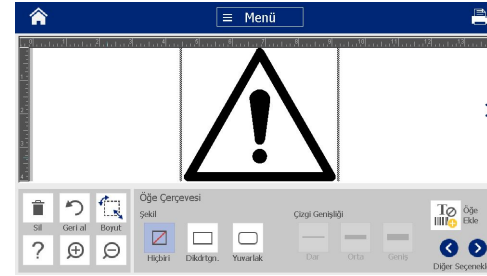 Menü
Öğe Çerçevesi
Şekil
Çizgi Genişliği
Sil
Geri al
Boyut
Hiçbiri
Dikdrtgn.
Yuvarlak
Dar
Orta
Geniş
Öğe
Ekle
Diğer Seçenekl